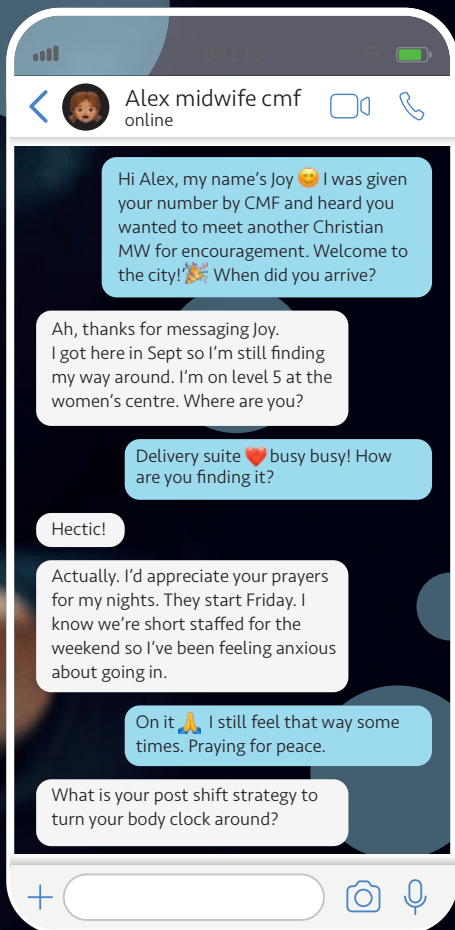 09:15
Alex midwife cmf
online
Hi Alex, my name's Joy 😊 I was given
your number by CMF and heard you
wanted to meet another Christian
MW for encouragement. Welcome to
the city!'🎉 When did you arrive?
Ah, thanks for messaging Joy.
I got here in Sept so I'm still finding
my way around. I'm on level 5 at the
women's centre. Where are you?
Delivery suite ❤️ busy busy! How
are you finding it?
Hectic!
Actually. I'd appreciate your prayers
for my nights. They start Friday. I
know we're short staffed for the
weekend so I've been feeling anxious
about going in.
On it 🙏 I still feel that way some
times. Praying for peace.
What is your post shift strategy to
turn your body clock around?